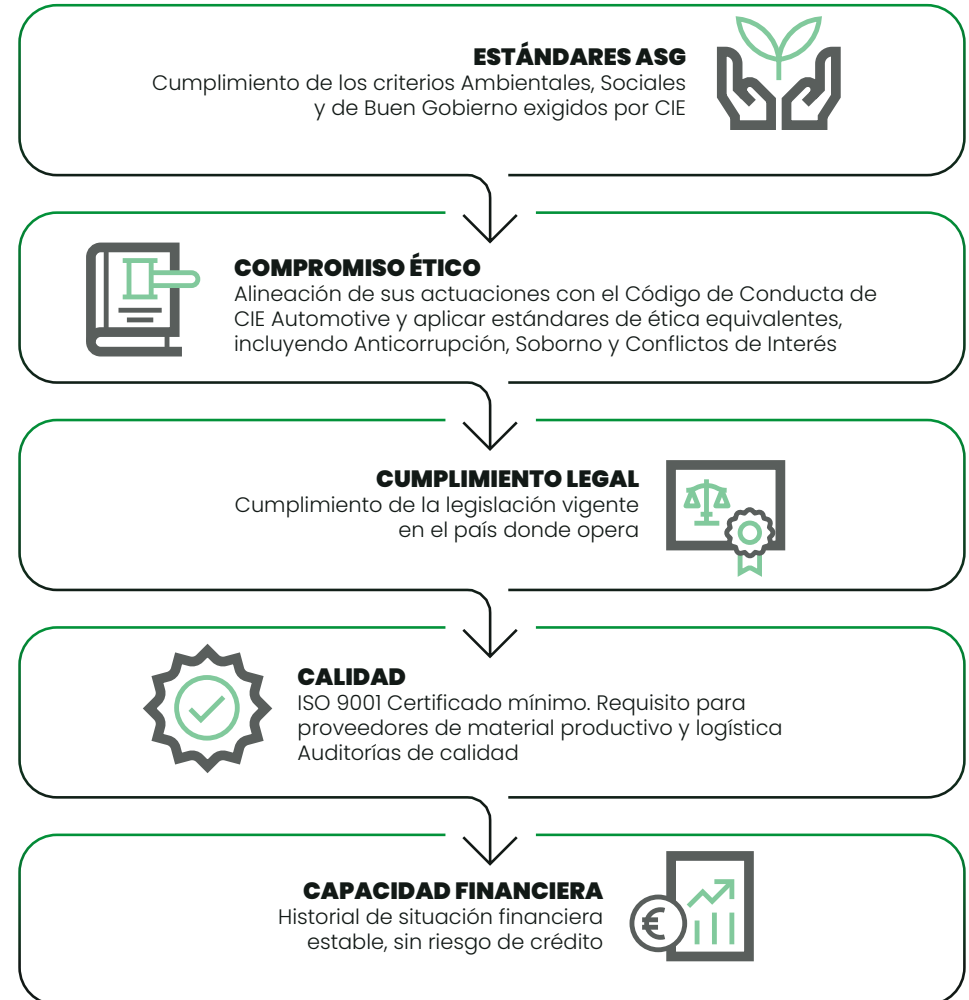 ESTÁNDARES ASG
Cumplimiento de los criterios Ambientales, Sociales
y de Buen Gobierno exigidos por CIE
COMPROMISO ÉTICO
Alineación de sus actuaciones con el Código de Conducta de
CIE Automotive y aplicar estándares de ética equivalentes,
incluyendo Anticorrupción, Soborno y Conflictos de Interés
CUMPLIMIENTO LEGAL
Cumplimiento de la legislación vigente
en el país donde opera
CALIDAD
ISO 9001 Certificado mínimo. Requisito para
proveedores de material productivo y logística
Auditorías de calidad
CAPACIDAD FINANCIERA
Historial de situación financiera
estable, sin riesgo de crédito
€